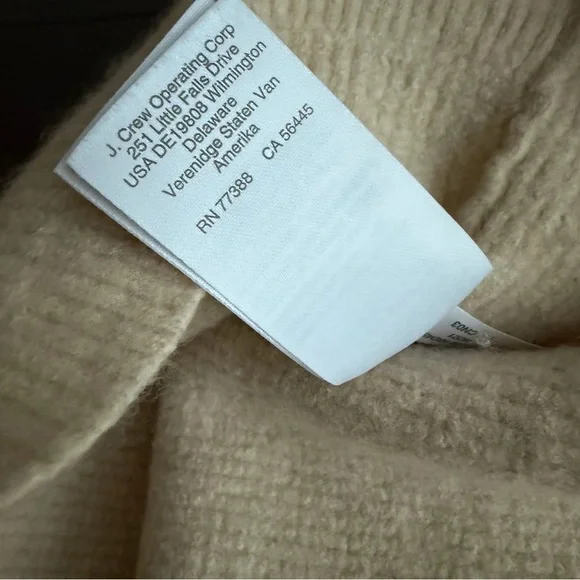 J. Crew Operating Corp
251 Little Falls Drive
USA DE19808 Wilmington
Delaware
Verenidge Staten Van
Amerika
RN 77388 CA 56445
CN03